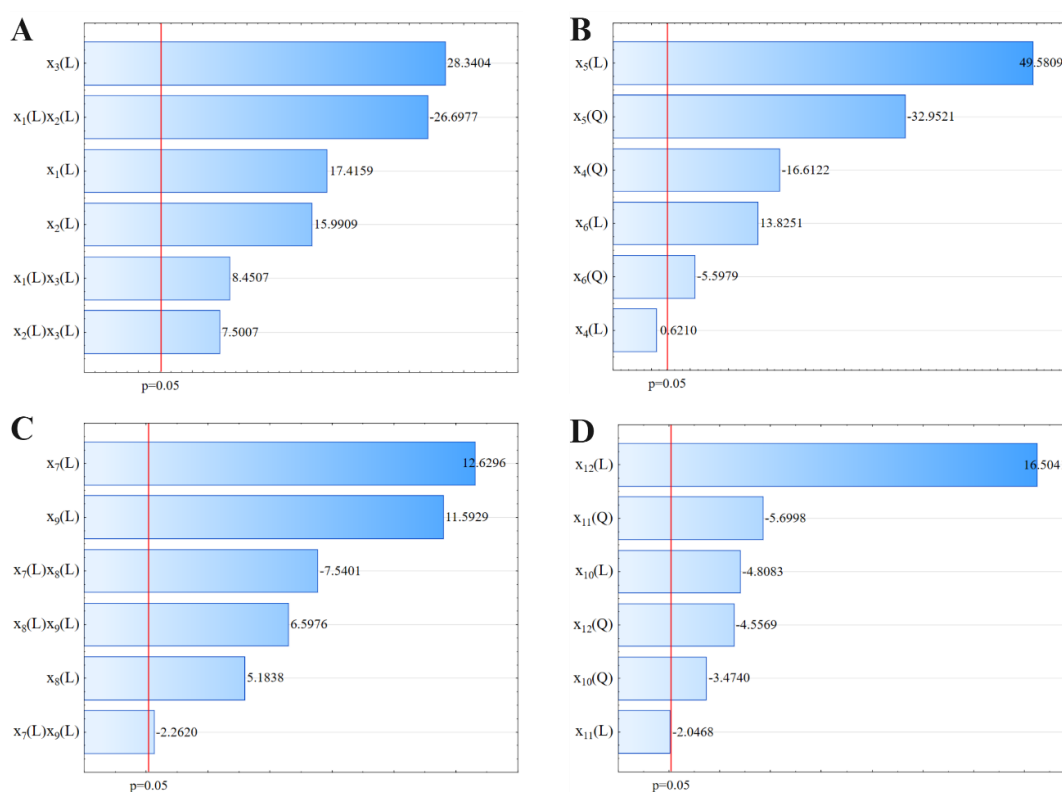 A
x3(L)
28.3404
x1(L)x2(L)
-26.6977
x1(L)
17.4159
x2(L)
15.9909
x1(L)x3(L)
8.4507
x2(L)x3(L)
7.5007
p=0.05
B
x5(L)
49.5809
x5(Q)
-32.9521
x4(Q)
-16.6122
x6(L)
13.8251
x6(Q)
-5.5979
x4(L)
0.6210
p=0.05
C
x7(L)
12.6296
x9(L)
11.5929
x7(L)x8(L)
-7.5401
x8(L)x9(L)
6.5976
x8(L)
5.1838
x7(L)x9(L)
-2.2620
p=0.05
D
x12(L)
16.504
x11(Q)
-5.6998
x10(L)
-4.8083
x12(Q)
-4.5569
x10(Q)
-3.4740
x11(L)
-2.0468
p=0.05